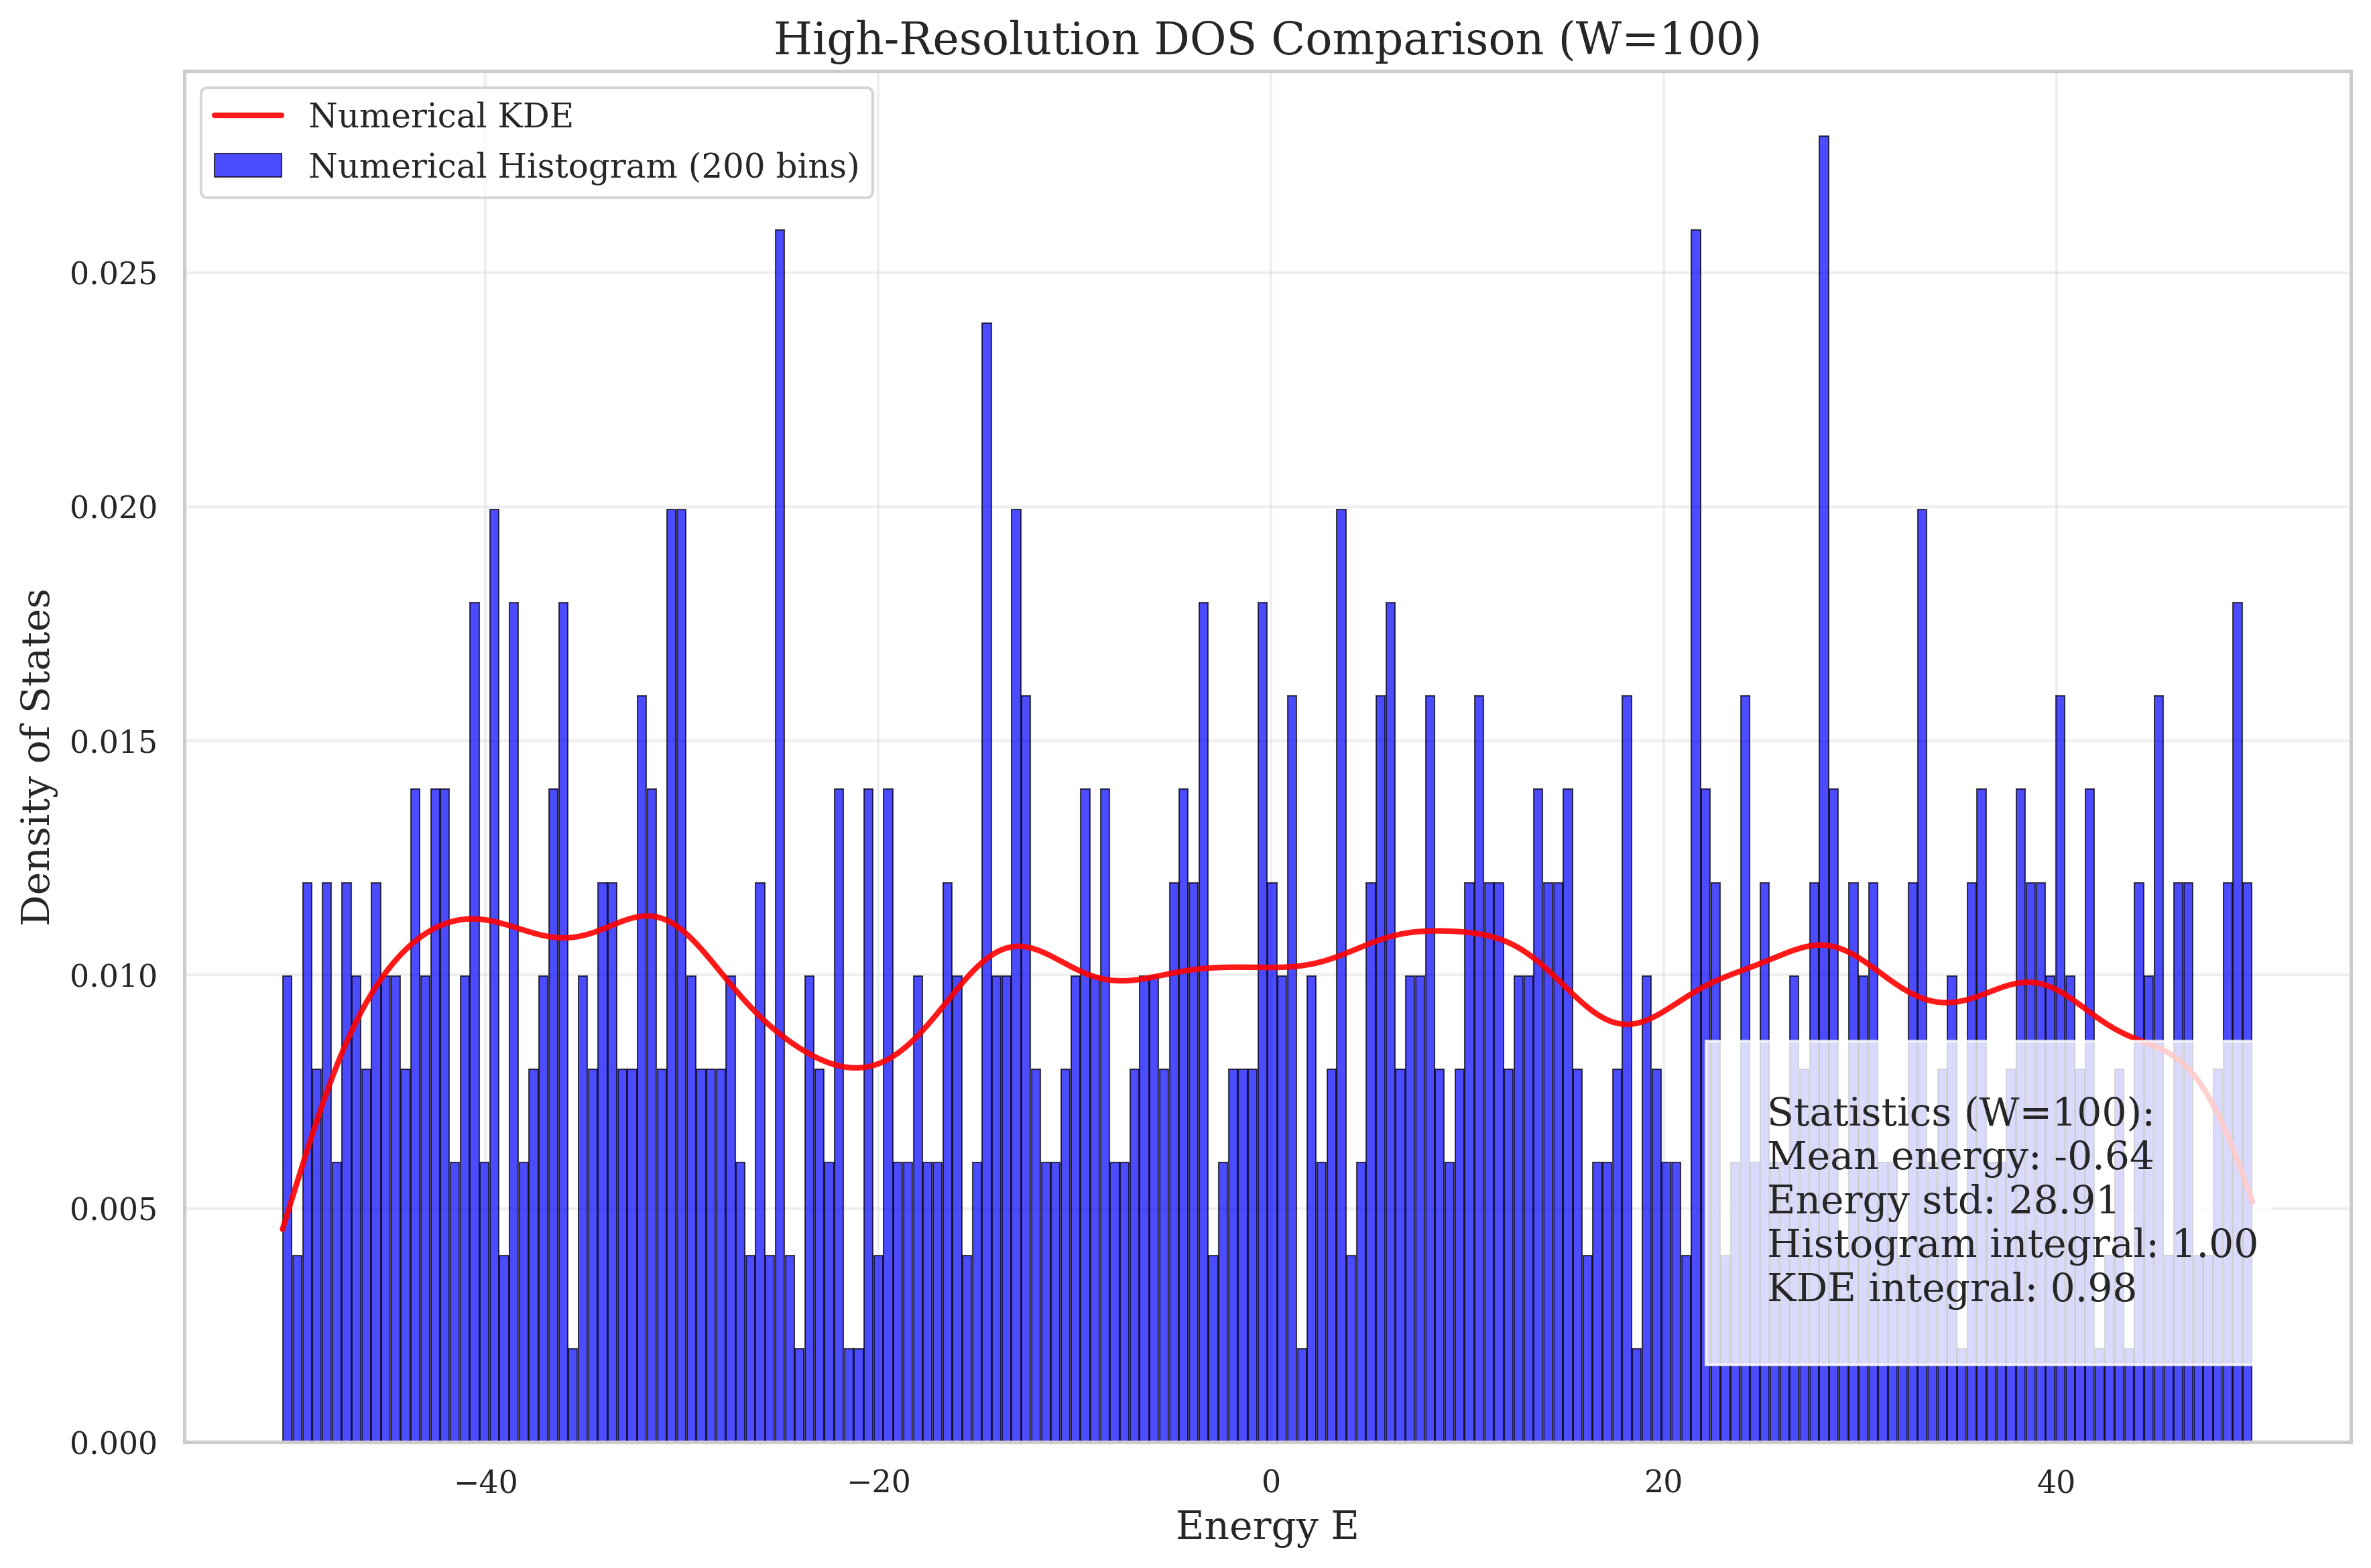 High-Resolution DOS Comparison (W=100)
Numerical KDE
Numerical Histogram (200 bins)
Density of States
0.025
0.020
0.015
0.010
0.005
0.000
Statistics (W=100):
Mean energy: -0.64
Energy std: 28.91
Histogram integral: 1.00
KDE integral: 0.98
−40
−20
0
20
40
Energy E